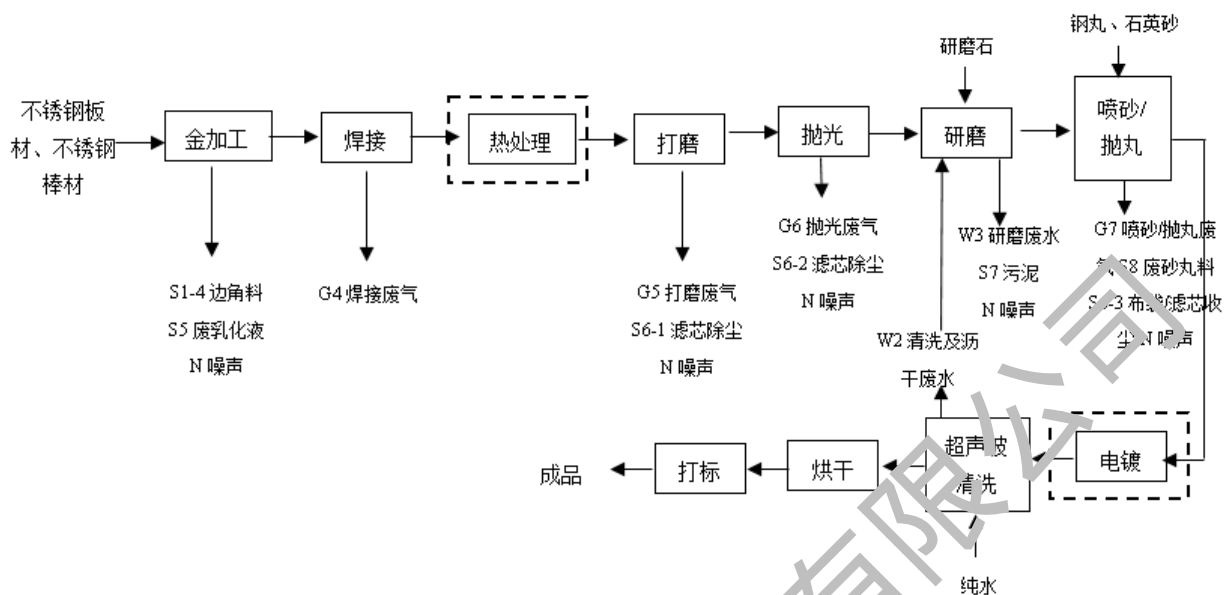 钢丸、石英砂
研磨石
不锈钢板
材、不锈钢
棒材
金加工
焊接
热处理
打磨
抛光
研磨
喷砂/
抛丸
S1-4 边角料
S5 废乳化液
N 噪声
G4 焊接废气
G5 打磨废气
S6-1 滤芯除尘
N 噪声
G6 抛光废气
S6-2 滤芯除尘
N 噪声
W3 研磨废水
S7 污泥
N 噪声
G7 喷砂/抛丸废
气 S8 废砂丸料
S6-3 布袋/滤芯收
尘 N 噪声
W2 清洗及沥
干废水
成品
打标
烘干
超声波
清洗
电镀
纯水
有限公司